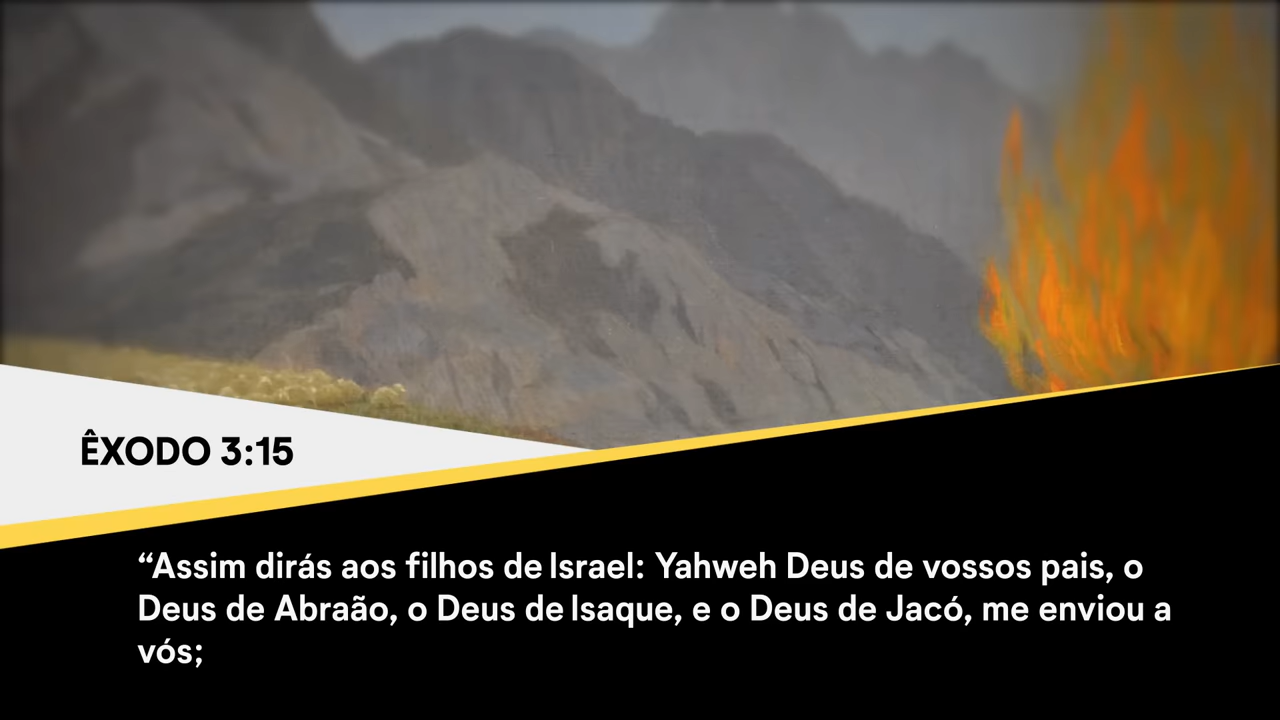 ÊXODO 3:15
“Assim dirás aos filhos de Israel: Yahweh Deus de vossos pais, o
Deus de Abraão, o Deus de Isaque, e o Deus de Jacó, me enviou a
vós;